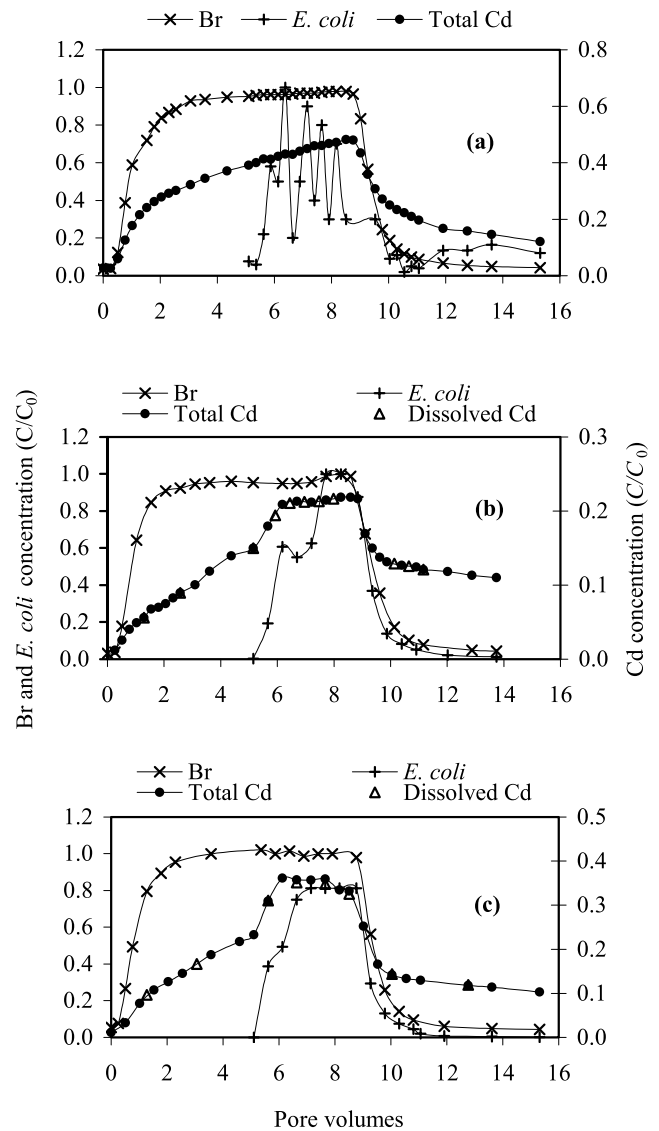 Br E. coli Total Cd
1.2 0.8
1.0
0.8 0.6
(a)
0.6 0.4
0.4
0.2 0.2
0.0 0.0
0 2 4 6 8 10 12 14 16
Br E. coli
Total Cd Dissolved Cd
1.2 0.3
1.0
0.8 0.2
(b)
0.6
0.4 0.1
0.2
0.0 0.0
0 2 4 6 8 10 12 14 16
Br and E. coli concentration (C/C0)
Cd concentration (C/C0)
Br E. coli
Total Cd Dissolved Cd
1.2 0.5
1.0 0.4
0.8
(c)
0.3
0.6
0.2
0.4
0.2 0.1
0.0 0.0
0 2 4 6 8 10 12 14 16
Pore volumes